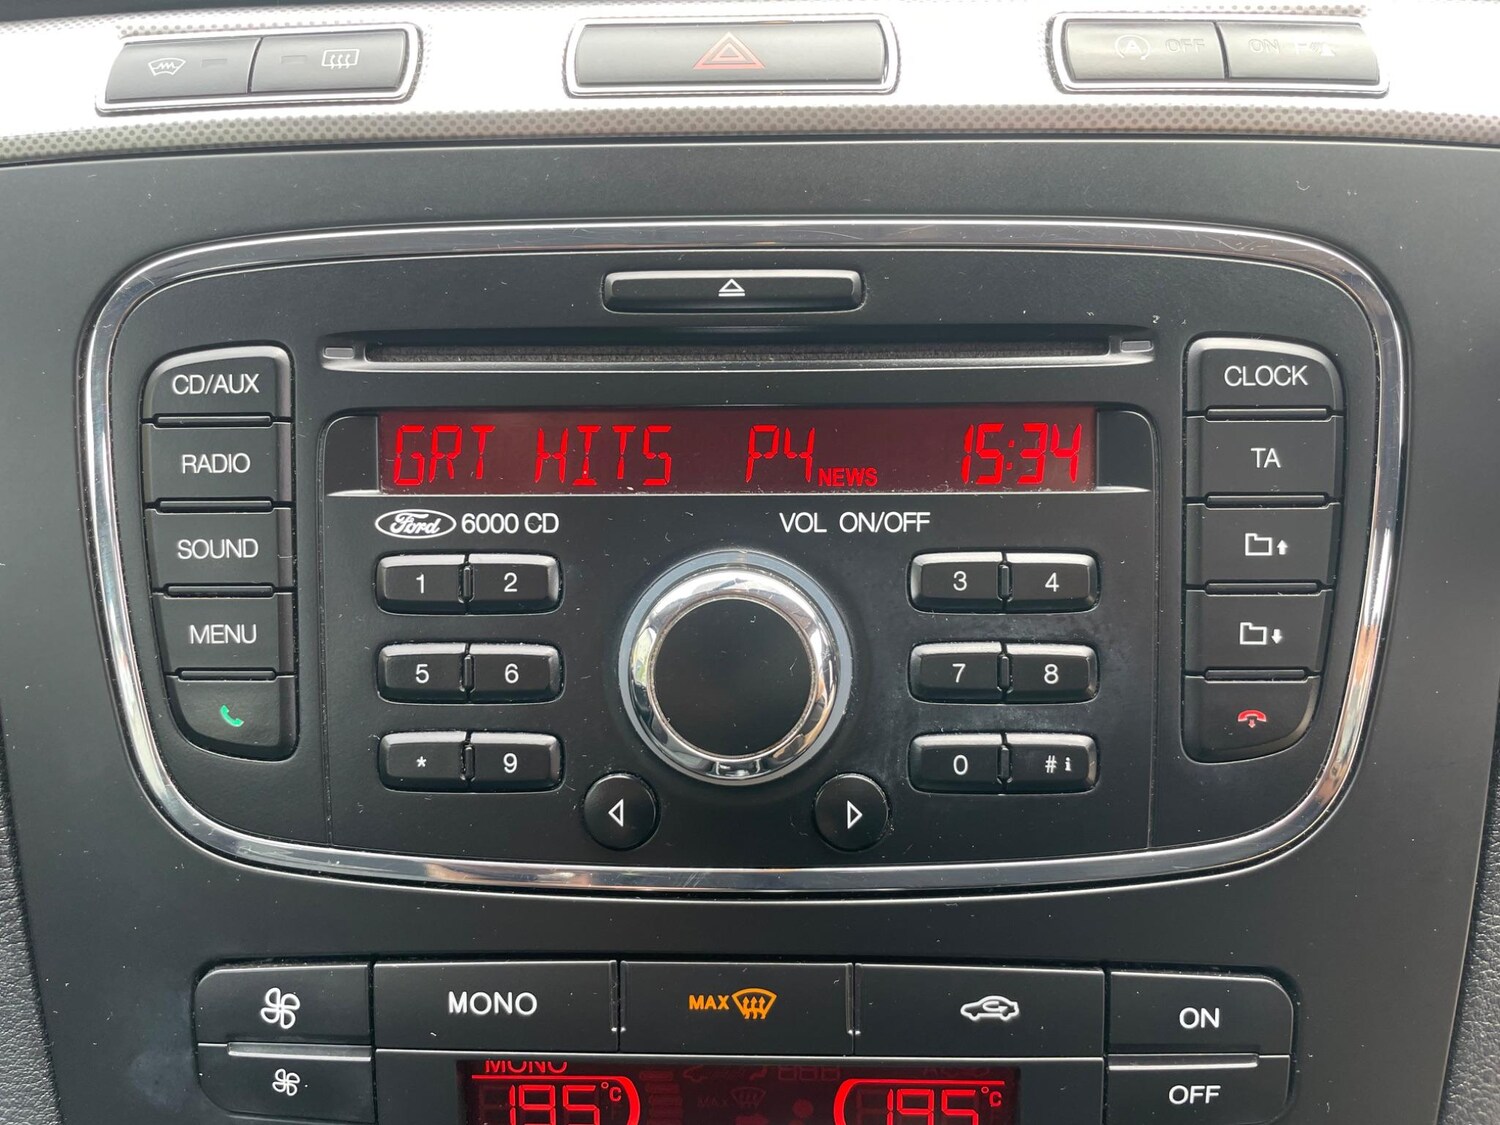 OFF ON
CD/AUX
RADIO
SOUND
MENU
GRT HITS P4 NEWS 15:34
Ford 6000 CD
VOL ON/OFF
1 2
5 6
* 9
3 4
7 8
0 # i
CLOCK
TA
MONO
MAX
ON
OFF
MONO
19.5°C
19.5°C